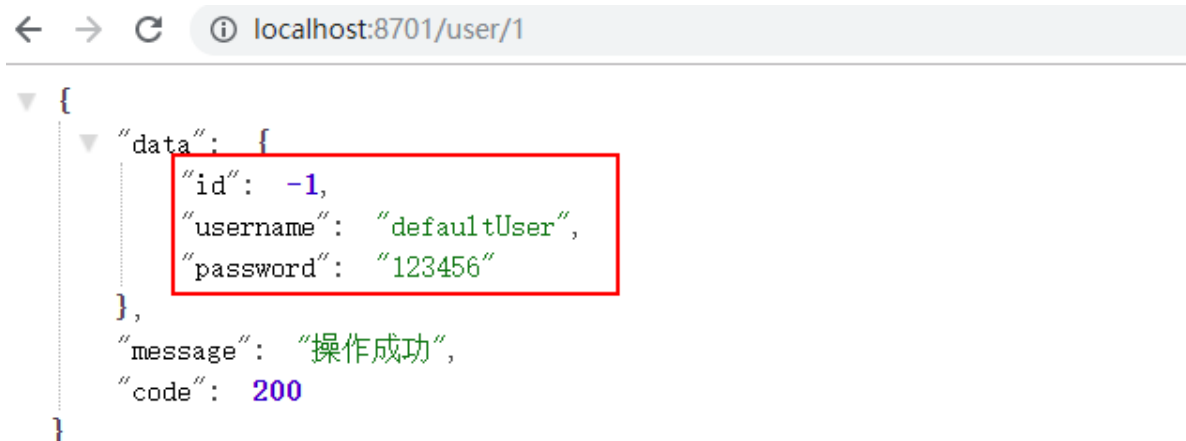 localhost:8701/user/1
{
"data": {
"id": -1,
"username": "defaultUser",
"password": "123456"
},
"message": "操作成功",
"code": 200
}